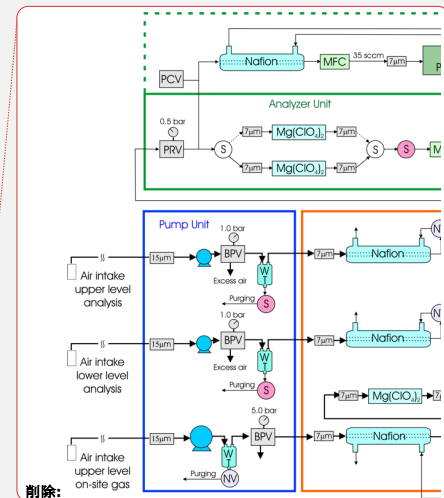 Nafion
MFC
35 sccm
7µm
P
PCV
Analyzer Unit
0.5 bar
PRV
S
7µm
Mg(ClO4)2
7µm
7µm
Mg(ClO4)2
7µm
S
S
M
Pump Unit
1.0 bar
15µm
BPV
W
T
Excess air
Purging
S
7µm
Nafion
N
Air intake
upper level
analysis
1.0 bar
15µm
BPV
W
T
Excess air
Purging
S
7µm
Nafion
N
Air intake
lower level
analysis
5.0 bar
7µm
Mg(ClO4)2
7
15µm
BPV
W
T
Purging
NV
7µm
Nafion
Air intake
upper level
on-site gas
削除: